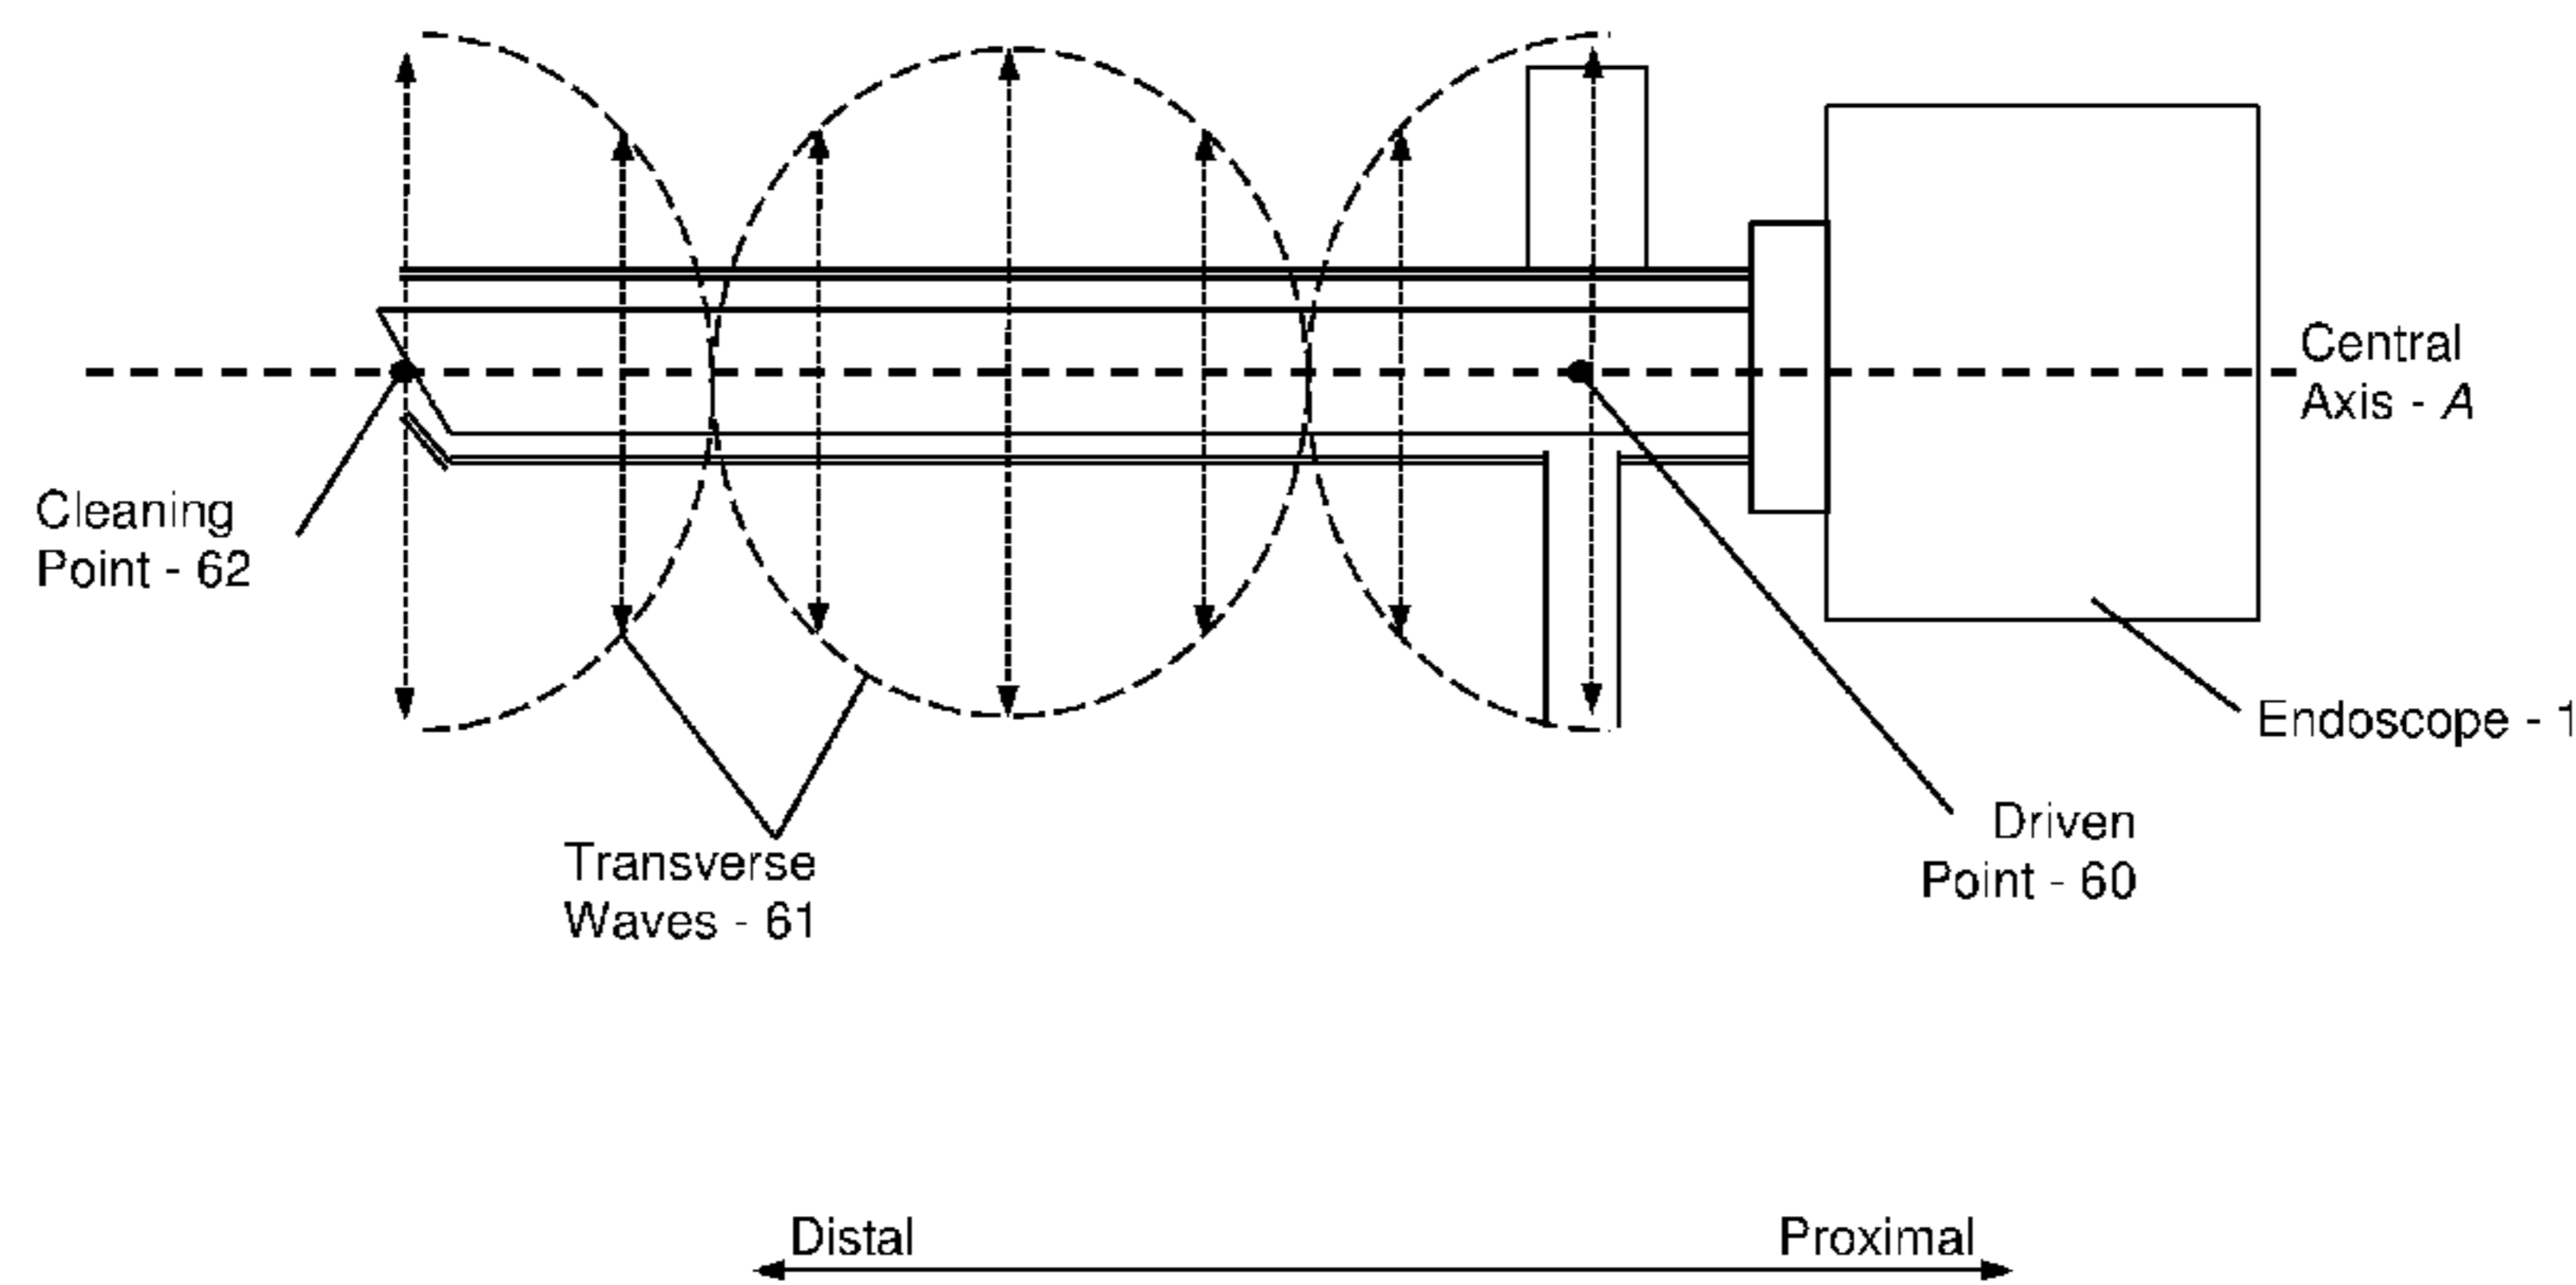 Central
Axis - A
Cleaning
Point - 62
Endoscope - 1
Driven
Point - 60
Transverse
Waves - 61
Distal
Proximal